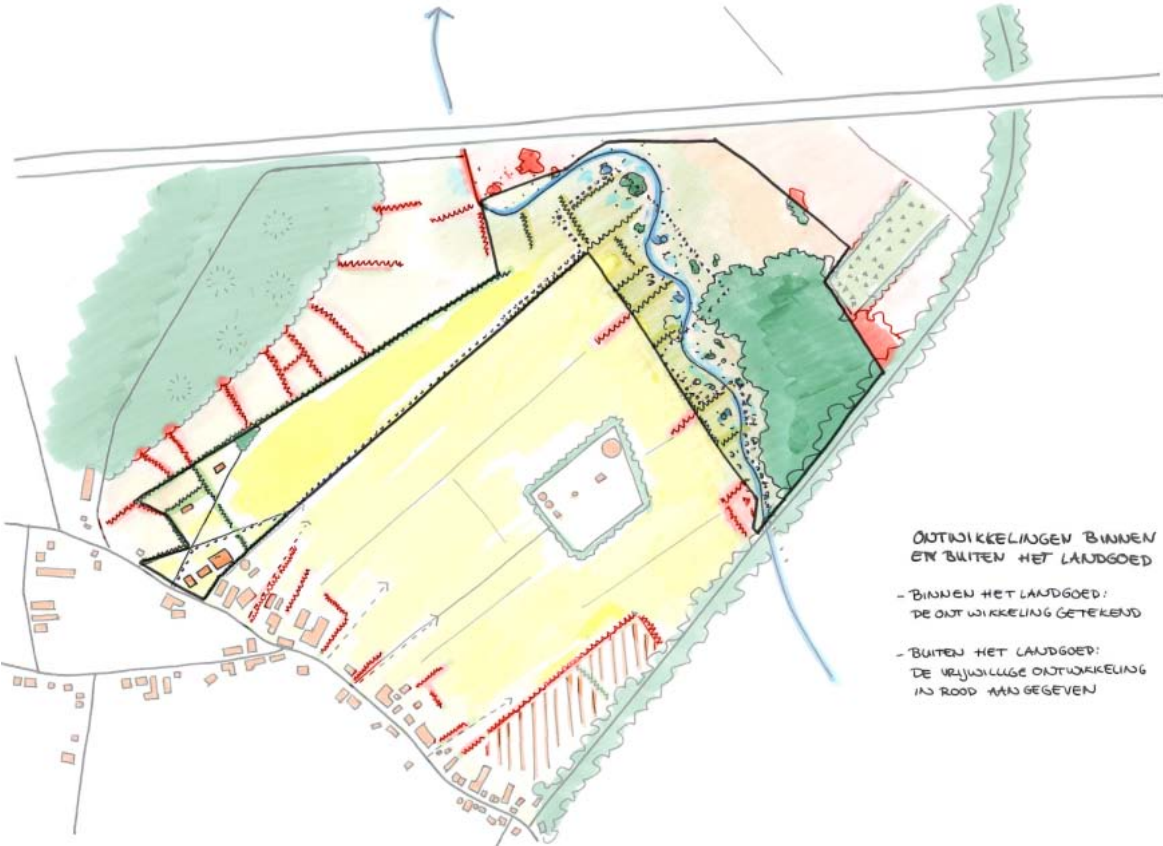 ONTWIKKELINGEN BINNEN
EN BUITEN HET LANDGOED
- BINNEN HET LANDGOED:
DE ONTWIKKELING GETEKEND
- BUITEN HET LANDGOED:
DE VRIJWILLIGE ONTWIKKELING
IN ROOD AANGEGEVEN